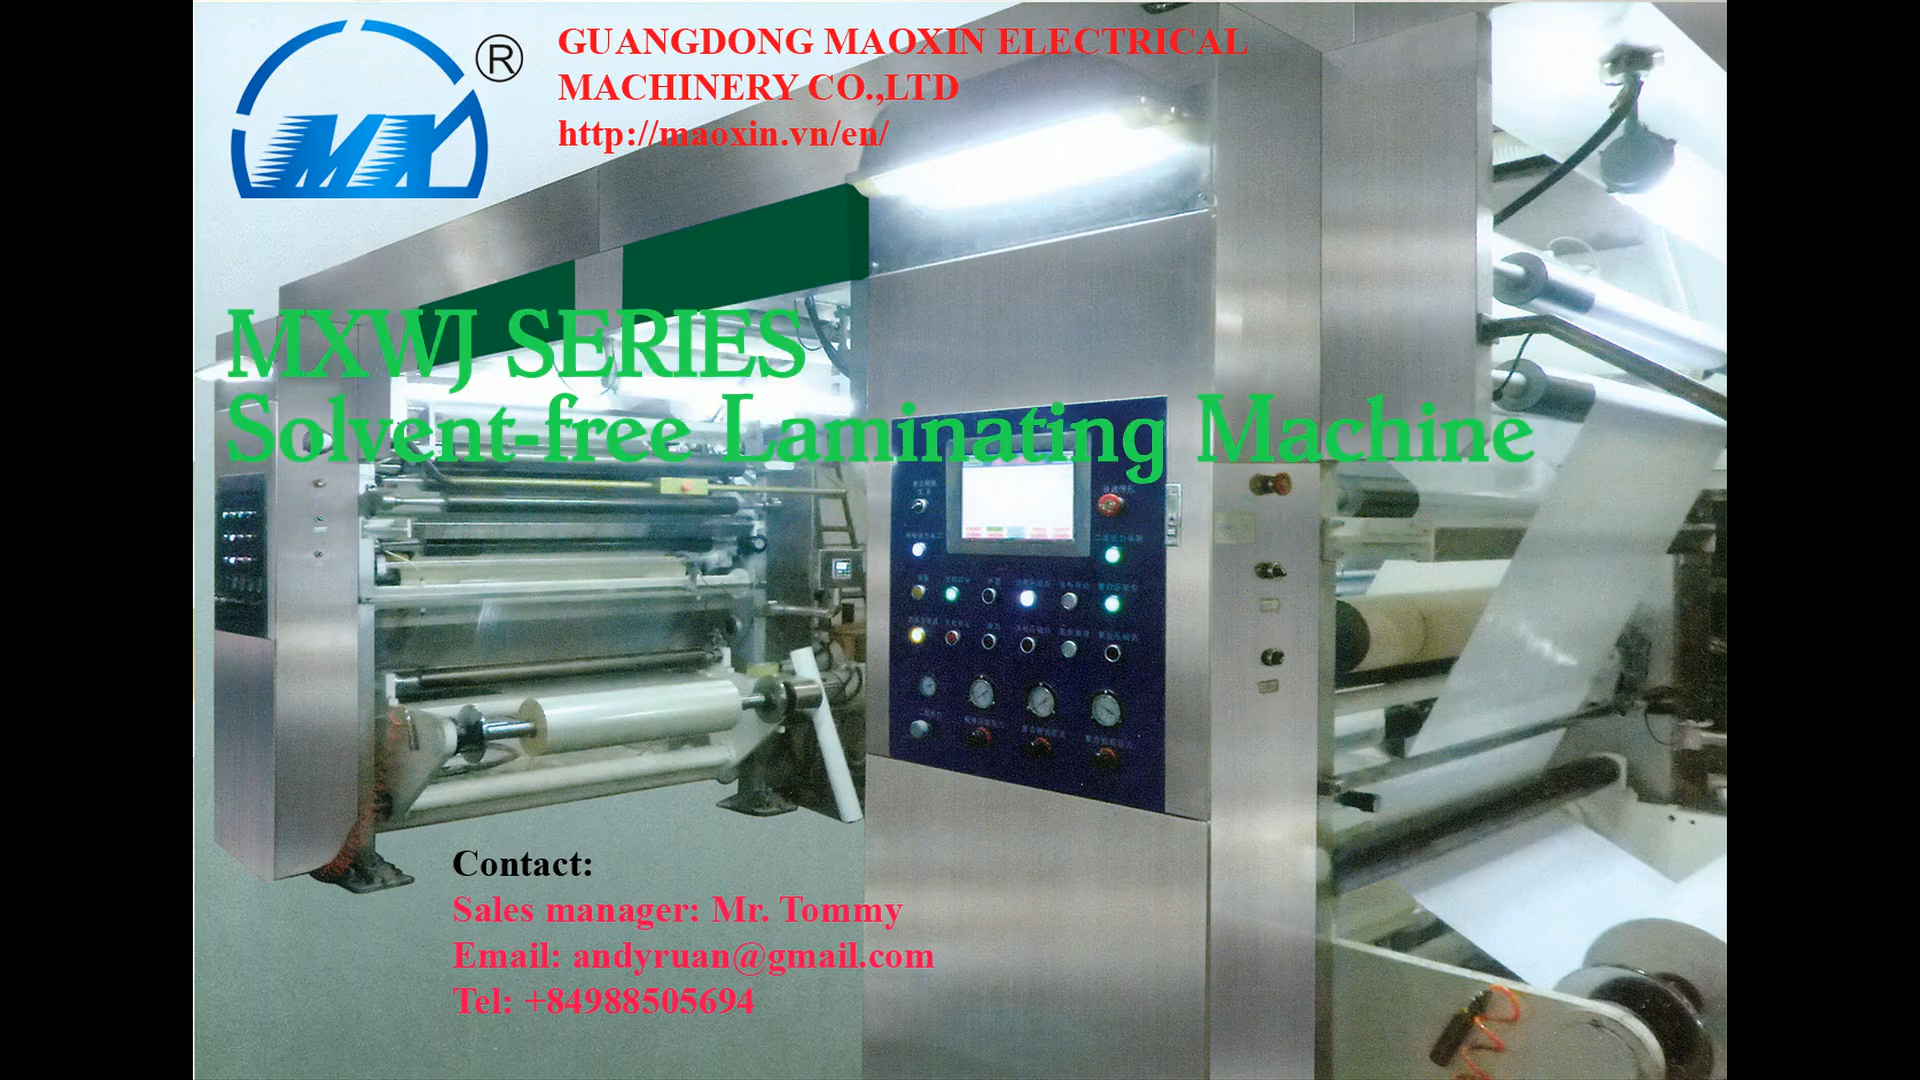 MX ®
GUANGDONG MAOXIN ELECTRICAL
MACHINERY CO.,LTD
http://maoxin.vn/en/
MXWJ SERIES
Solvent-free Laminating Machine
Contact:
Sales manager: Mr. Tommy
Email: andyruan@gmail.com
Tel: +84988505694